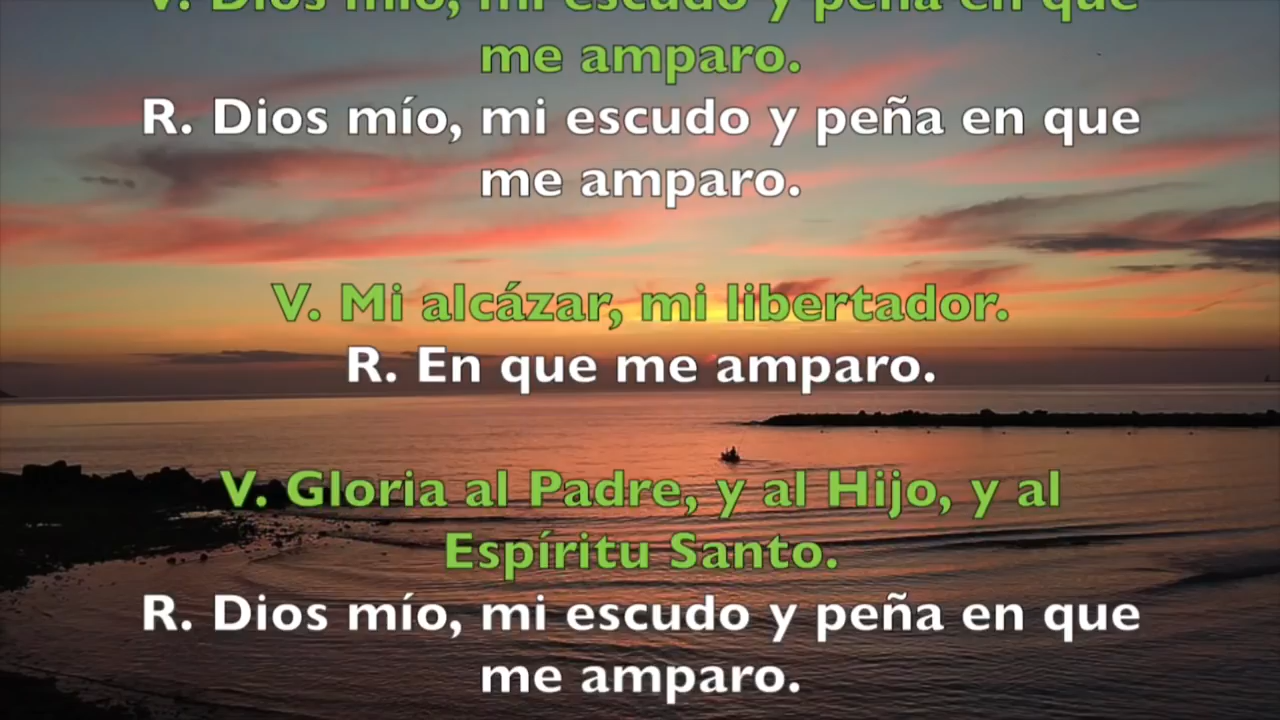 V. Dios mío, mi escudo y peña en que
me amparo.
R. Dios mío, mi escudo y peña en que
me amparo.
V. Mi alcázar, mi libertador.
R. En que me amparo.
V. Gloria al Padre, y al Hijo, y al
Espíritu Santo.
R. Dios mío, mi escudo y peña en que
me amparo.